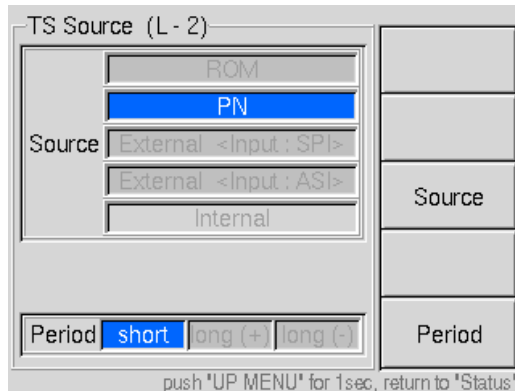 TS Source (L - 2)
ROM
PN
Source
External <Input : SPI>
External <Input : ASI>
Internal
Source
Period short long (+) long (-)
Period
push "UP MENU" for 1sec, return to "Status"